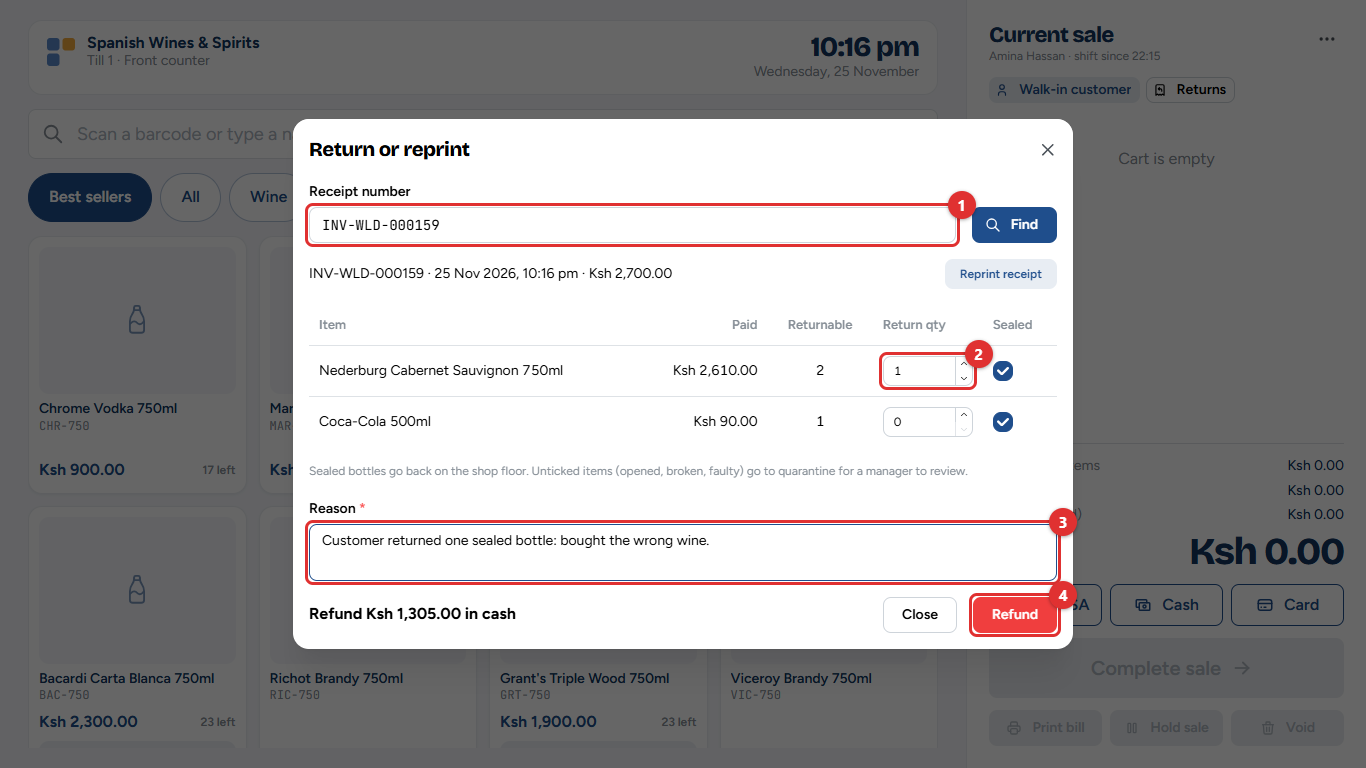 Spanish Wines & Spirits
Till 1 · Front counter
10:16 pm
Wednesday, 25 November
Current sale
Amina Hassan · shift since 22:15
Walk-in customer
Returns
Scan a barcode or type a n
Best sellers
All
Wine
Cart is empty
Return or reprint
Receipt number
1
INV-WLD-000159
Find
INV-WLD-000159 · 25 Nov 2026, 10:16 pm · Ksh 2,700.00
Reprint receipt
Item Paid Returnable Return qty Sealed
2
Nederburg Cabernet Sauvignon 750ml Ksh 2,610.00 2 1
Coca-Cola 500ml Ksh 90.00 1 0
Sealed bottles go back on the shop floor. Unticked items (opened, broken, faulty) go to quarantine for a manager to review.
Reason *
3
Customer returned one sealed bottle: bought the wrong wine.
4
Refund Ksh 1,305.00 in cash
Close
Refund
Chrome Vodka 750ml
CHR-750
Ksh 900.00
17 left
Mar
MAR
Ksh
Bacardi Carta Blanca 750ml
BAC-750
Ksh 2,300.00
23 left
Richot Brandy 750ml
RIC-750
Grant's Triple Wood 750ml
GRT-750
Ksh 1,900.00
23 left
Viceroy Brandy 750ml
VIC-750
ems
Ksh 0.00
Ksh 0.00
)
Ksh 0.00
Ksh 0.00
SA
Cash
Card
Complete sale
Print bill
Hold sale
Void